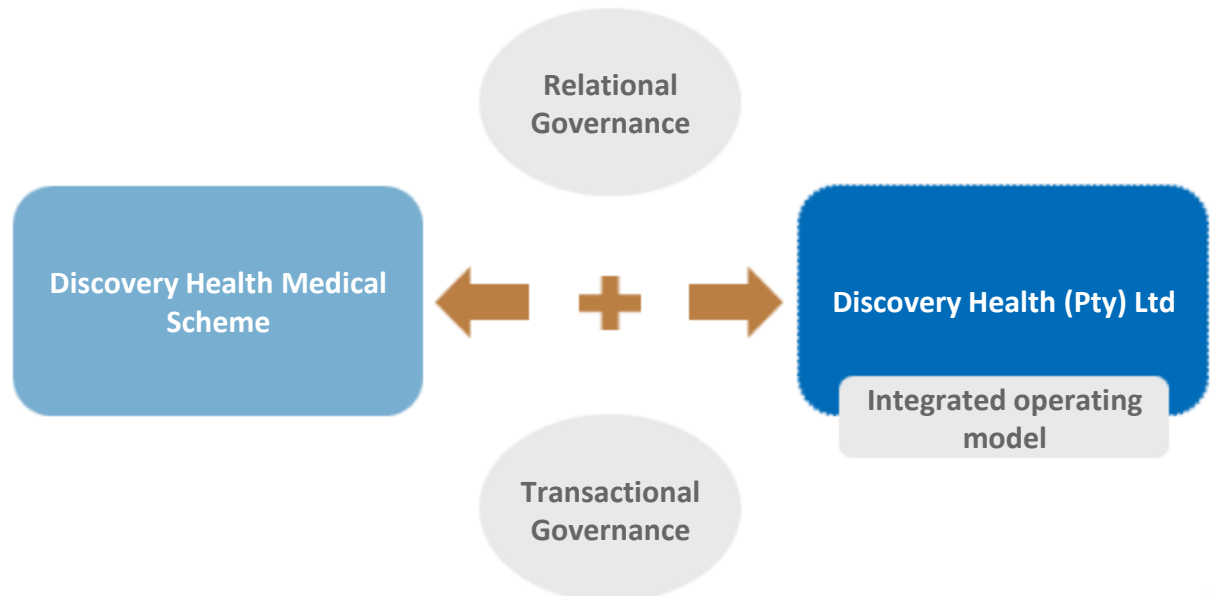 Relational
Governance
Discovery Health Medical
Scheme
Discovery Health (Pty) Ltd
Integrated operating
model
Transactional
Governance